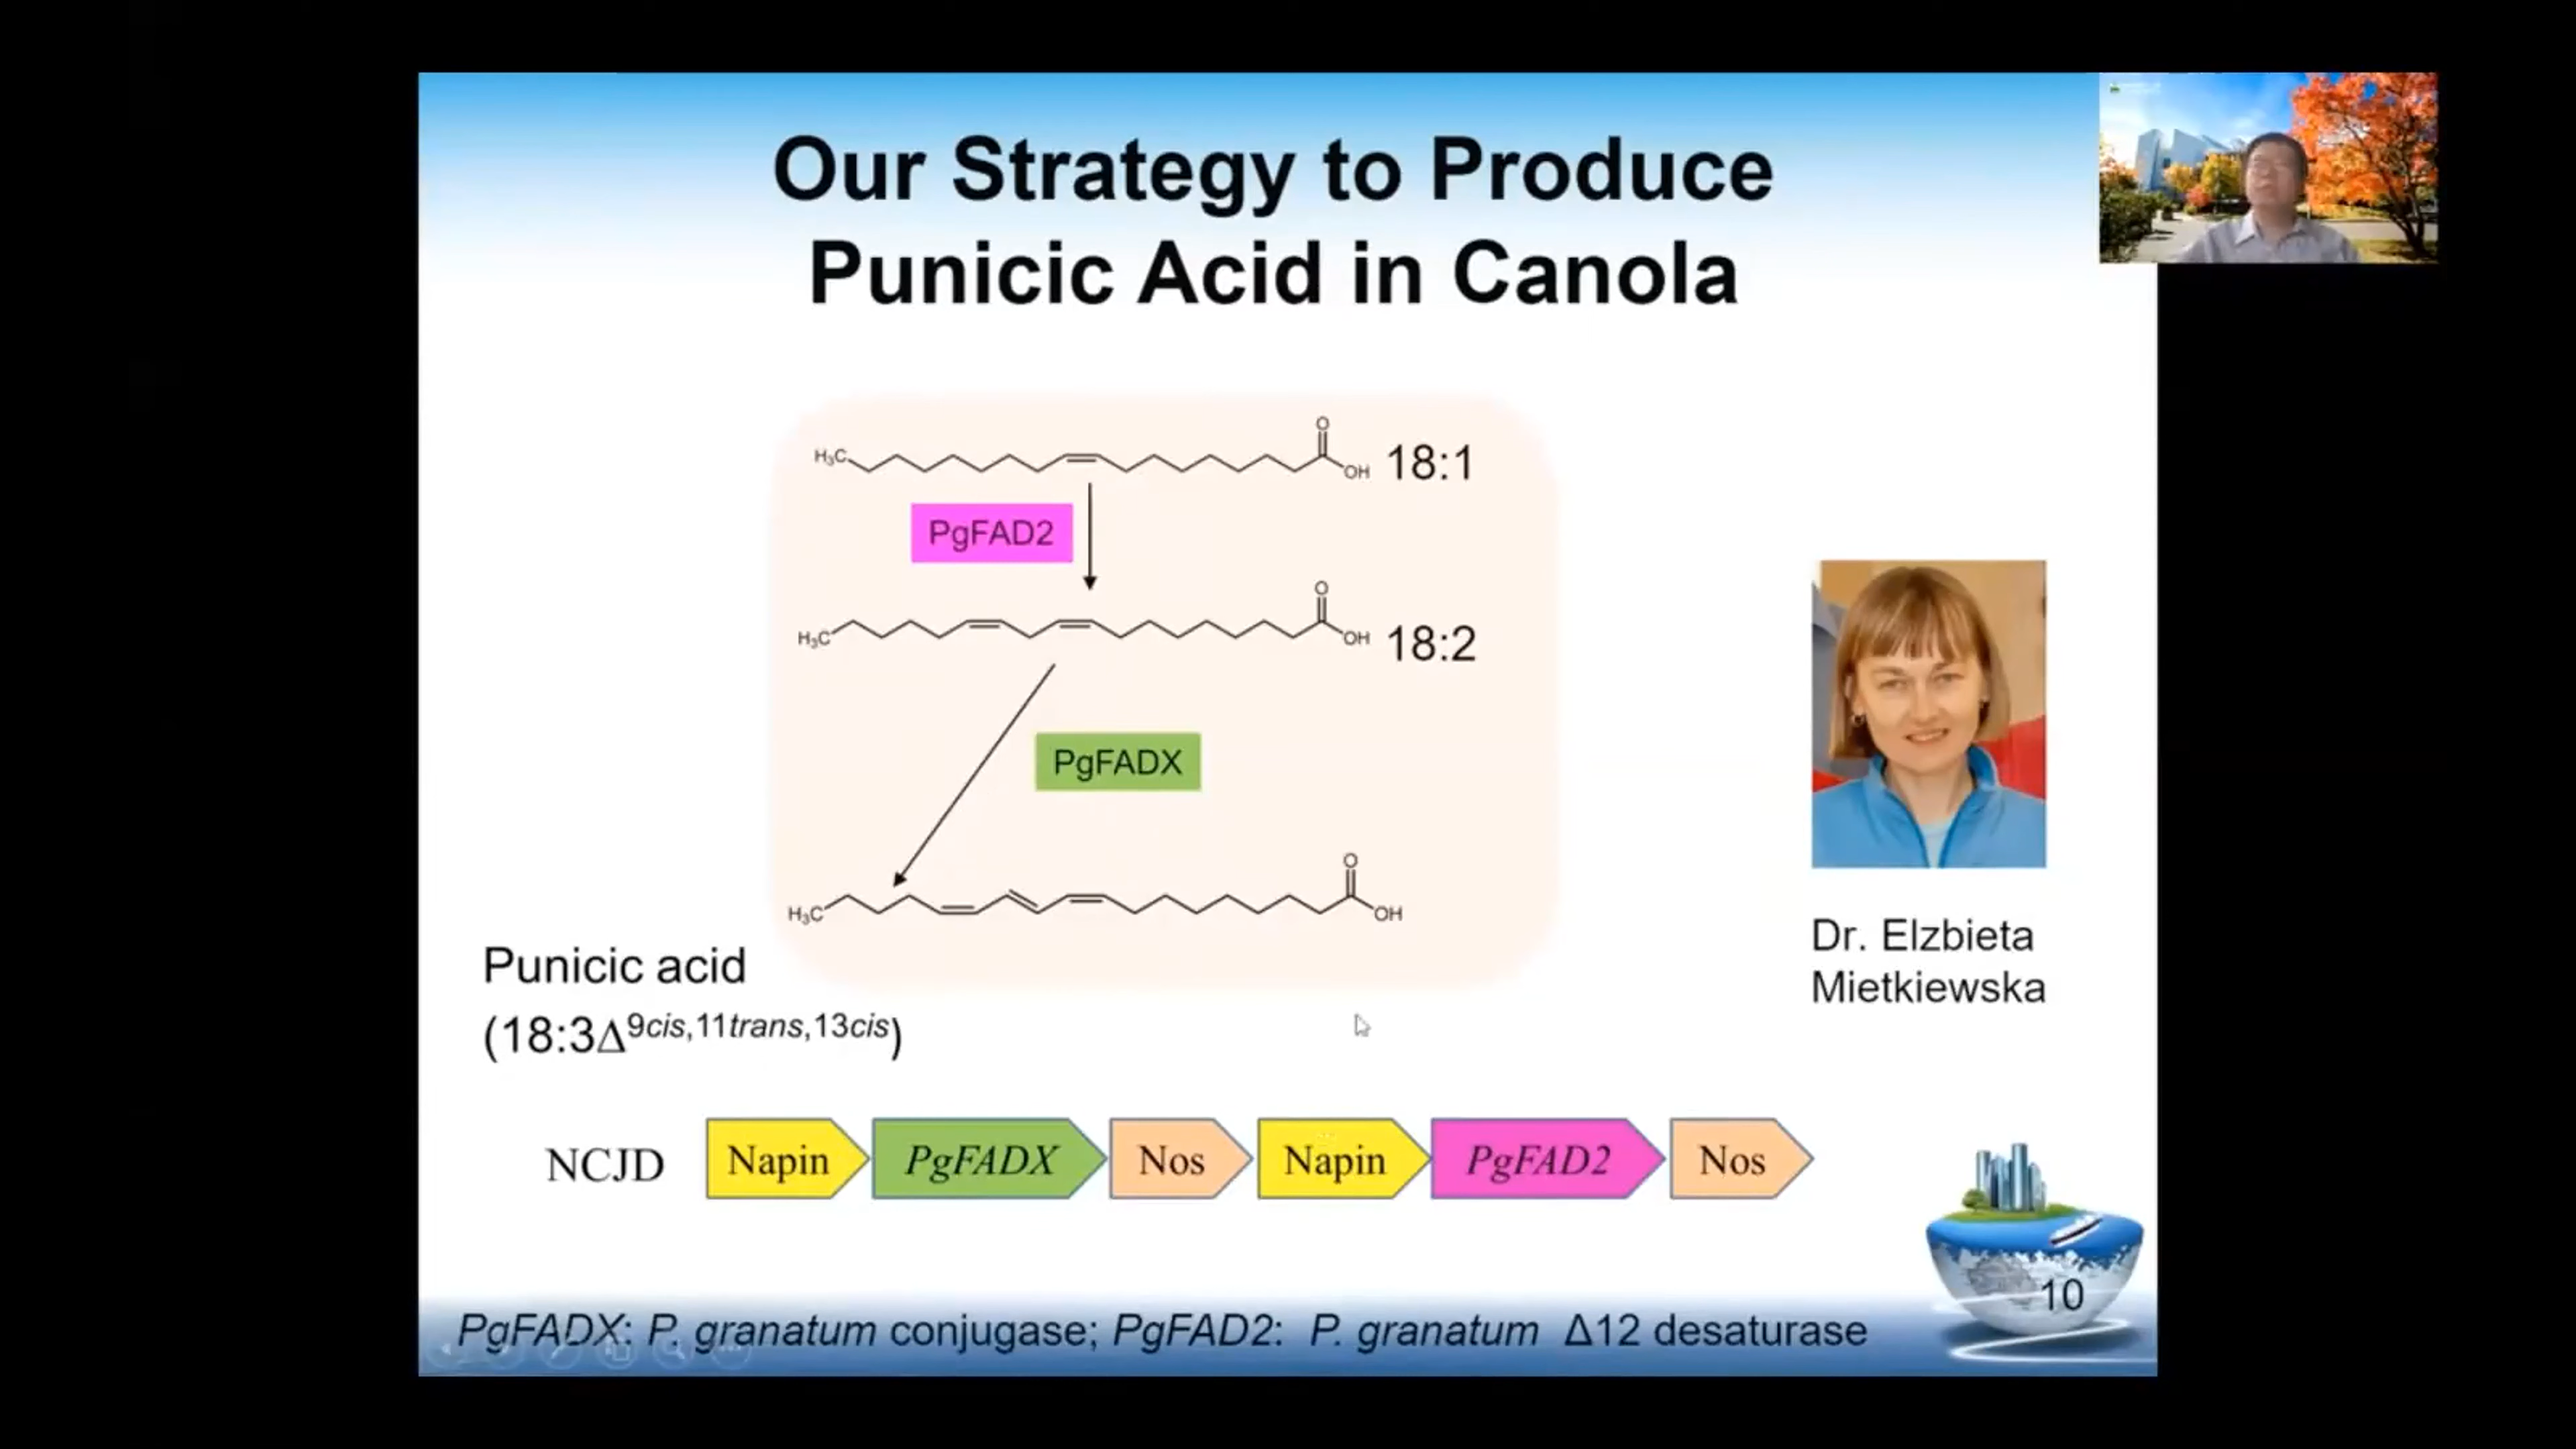 Our Strategy to Produce
Punicic Acid in Canola
H₃C
O
OH
18:1
PgFAD2
H₃C
O
OH
18:2
PgFADX
H₃C
O
OH
Punicic acid
(18:3Δ9cis,11trans,13cis)
Dr. Elzbieta
Mietkiewska
NCJD Napin PgFADX Nos Napin PgFAD2 Nos
10
PgFADX: P. granatum conjugase; PgFAD2: P. granatum Δ12 desaturase